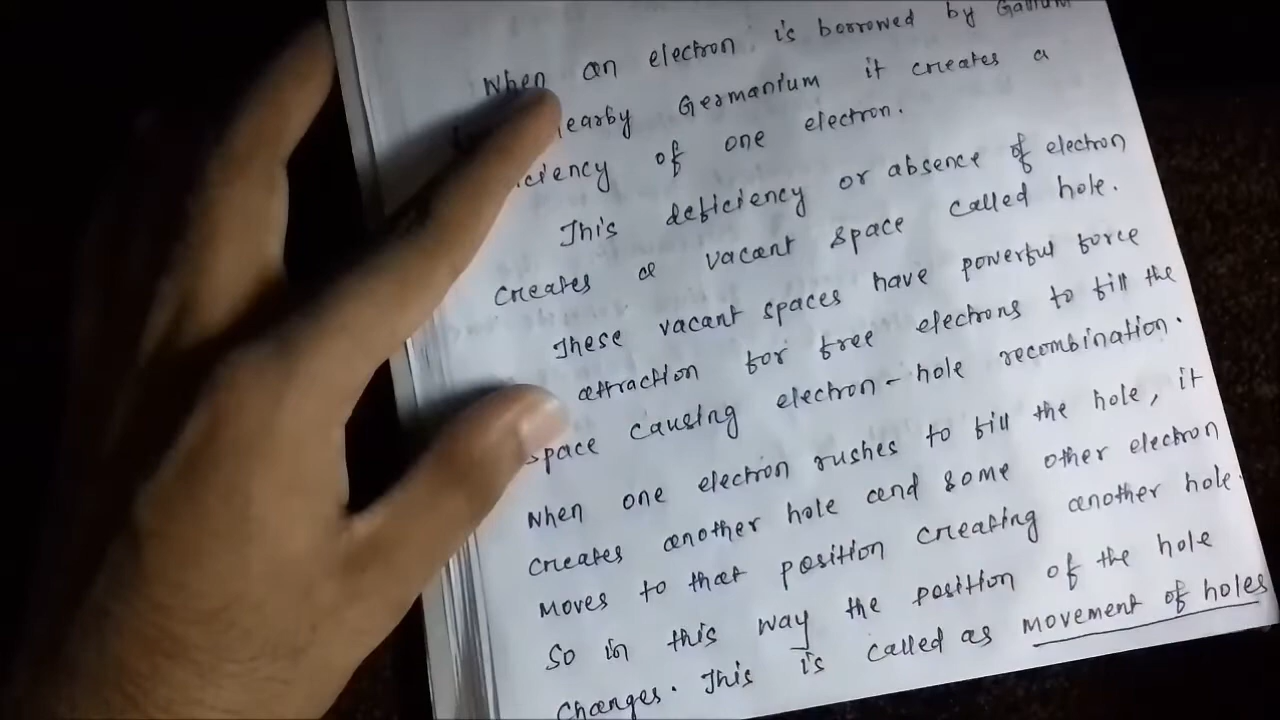 When an electron is borrowed by Gallium
nearby Germanium it creates a
iciency of one electron.
This deficiency or absence of electron
creates a vacant space called hole.
These vacant spaces have powerful force
attraction for free electrons to fill the
space causing electron - hole recombination.
When one electron rushes to fill the hole, it
creates another hole and some other electron
moves to that position creating another hole.
So in this way the position of the hole
changes. This is called as movement of holes